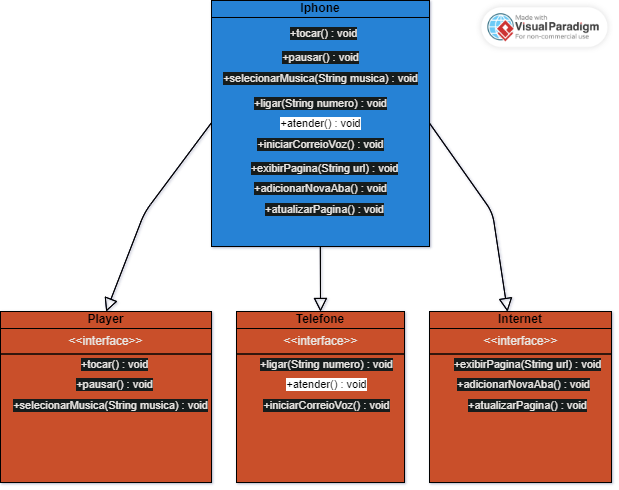 Iphone
Made with
VisualParadigm
For non-commercial use
+tocar() : void
+pausar() : void
+selecionarMusica(String musica) : void
+ligar(String numero) : void
+atender() : void
+iniciarCorreioVoz() : void
+exibirPagina(String url) : void
+adicionarNovaAba() : void
+atualizarPagina() : void
Player
<<interface>>
+tocar() : void
+pausar() : void
+selecionarMusica(String musica) : void
Telefone
<<interface>>
+ligar(String numero) : void
+atender() : void
+iniciarCorreioVoz() : void
Internet
<<interface>>
+exibirPagina(String url) : void
+adicionarNovaAba() : void
+atualizarPagina() : void